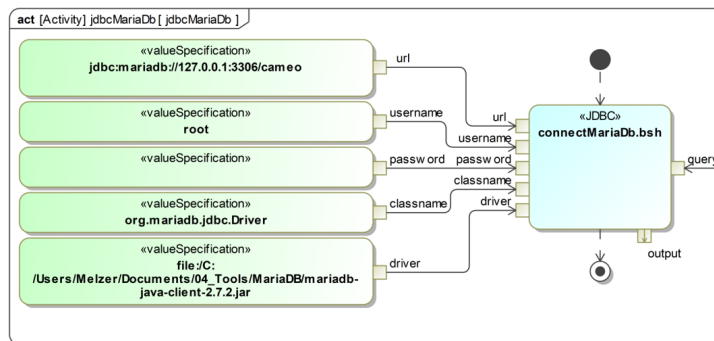 act [Activity] jdbcMariaDb [ jdbcMariaDb ]
«valueSpecification»
jdbc:mariadb://127.0.0.1:3306/cameo
url
«valueSpecification»
root
username
«valueSpecification»
passw ord
«valueSpecification»
org.mariadb.jdbc.Driver
classname
«valueSpecification»
file:/C:
/Users/Melzer/Documents/04_Tools/MariaDB/mariadb-
java-client-2.7.2.jar
driver
url
username
passw ord
classname
driver
«JDBC»
connectMariaDb.bsh
query
output